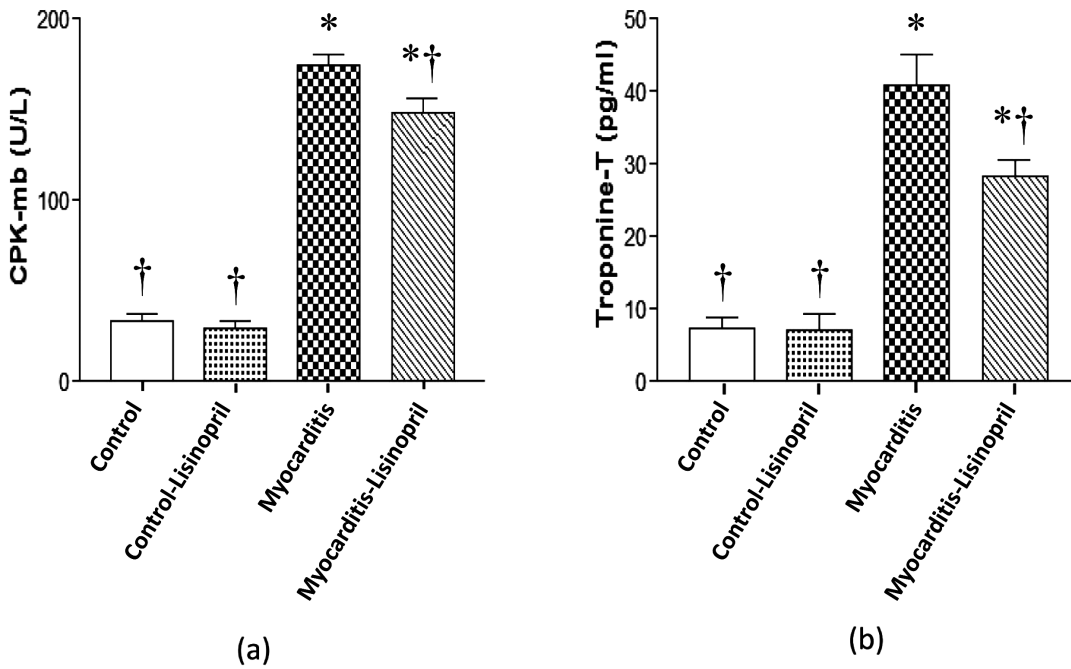 200
100
0
CPK-mb (U/L)
†
†
*
*†
Control
Control-Lisinopril
Myocarditis
Myocarditis-Lisinopril
(a)
50
40
30
20
10
0
Troponine-T (pg/ml)
†
†
*
*†
Control
Control-Lisinopril
Myocarditis
Myocarditis-Lisinopril
(b)